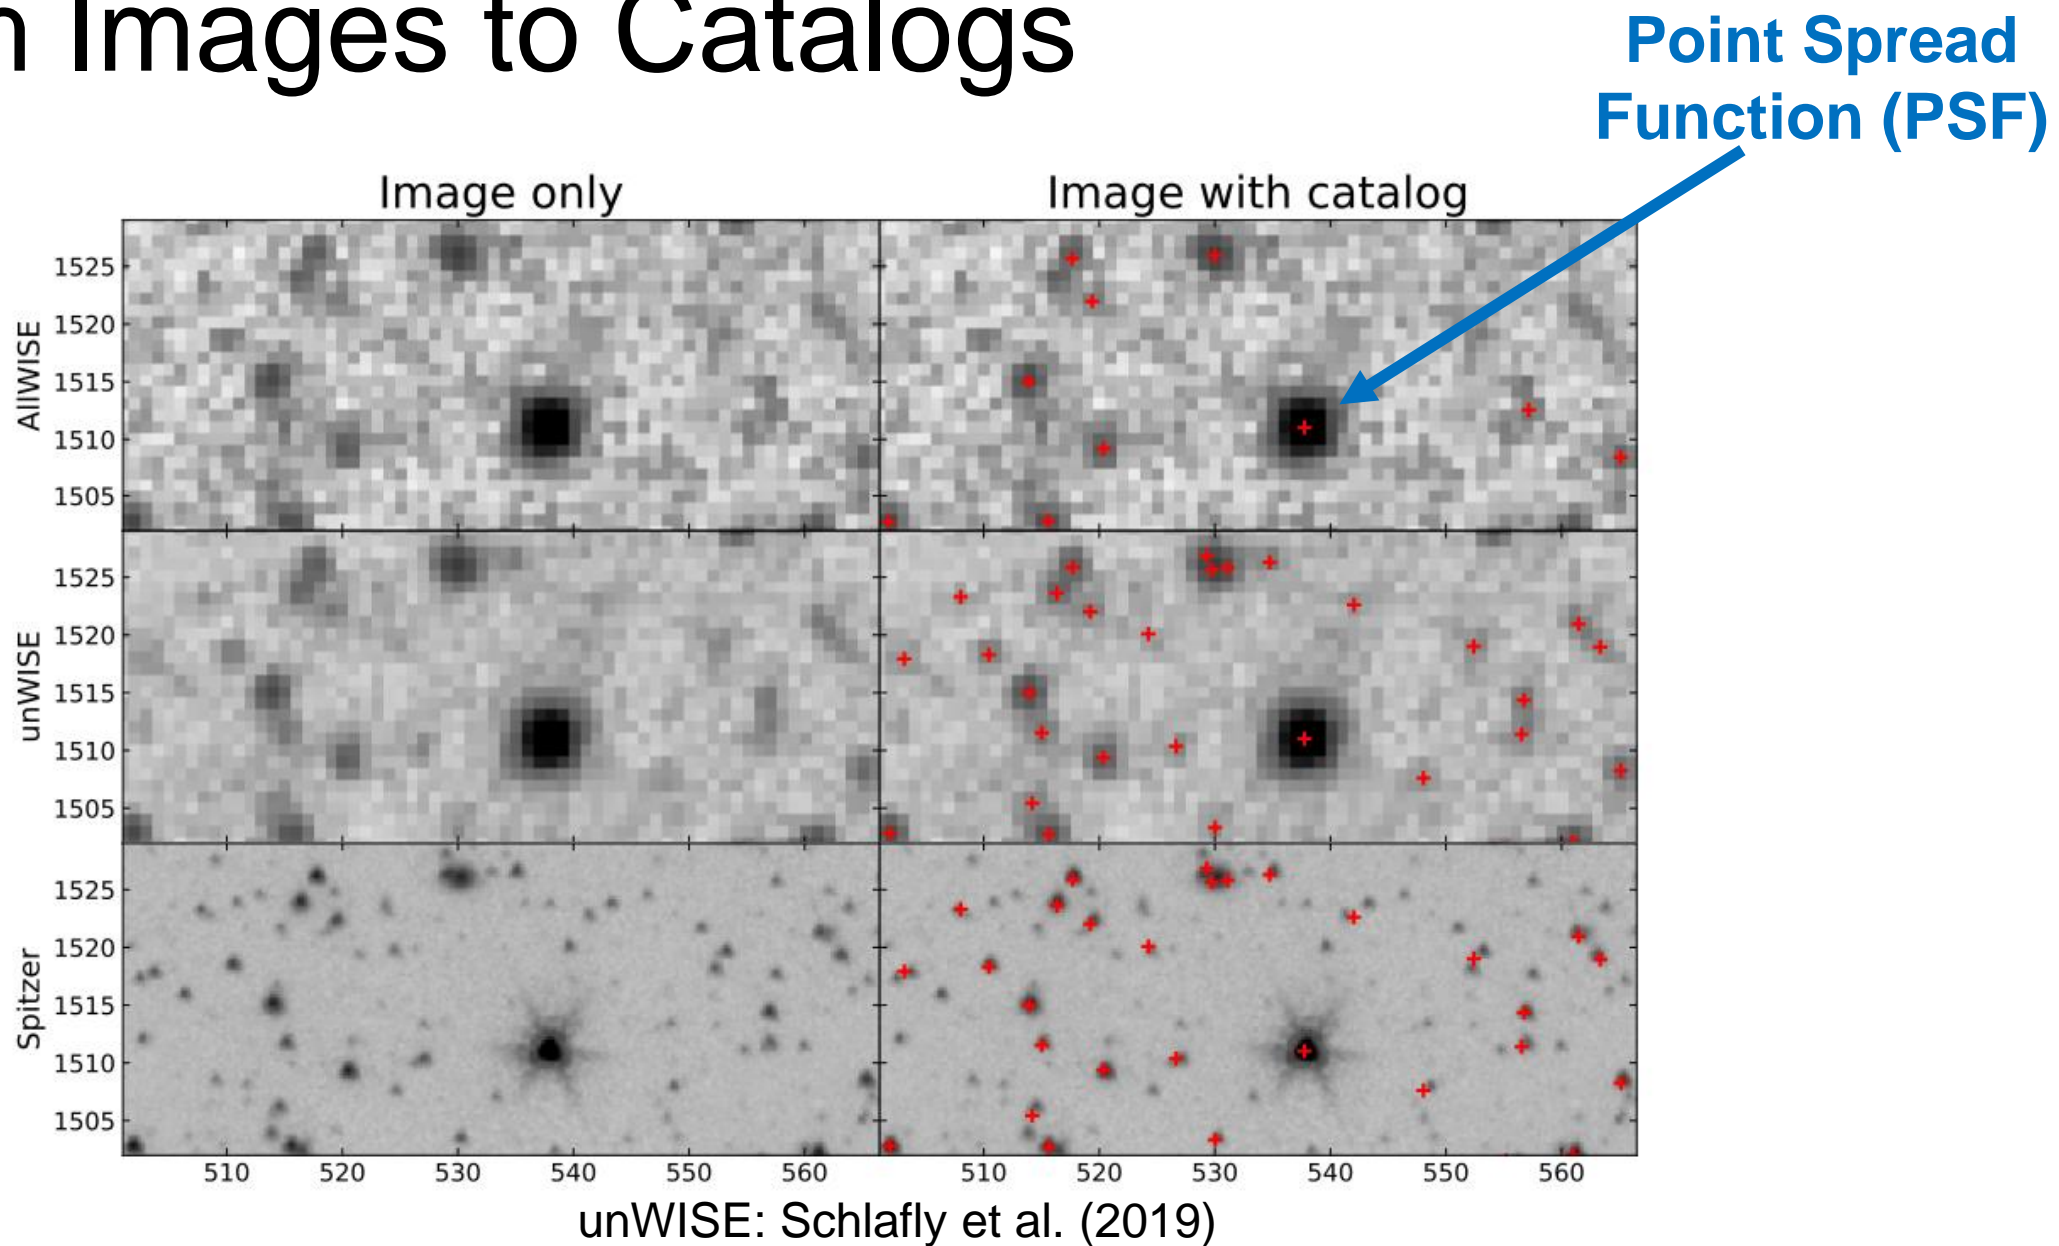 Images to Catalogs
Point Spread
Function (PSF)
Image only
Image with catalog
AllWISE
1525
1520
1515
1510
1505
unWISE
1525
1520
1515
1510
1505
Spitzer
1525
1520
1515
1510
1505
510 520 530 540 550 560
510 520 530 540 550 560
unWISE: Schlafly et al. (2019)